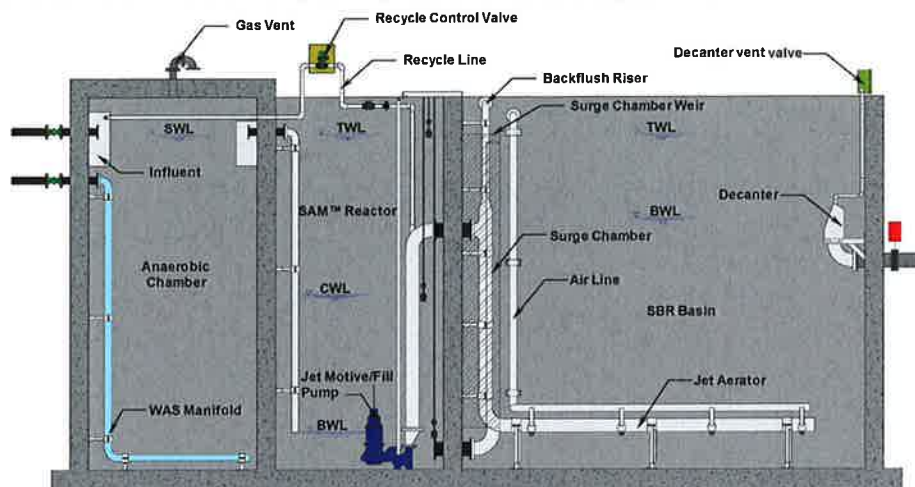 Gas Vent
Recycle Control Valve
Recycle Line
Decanter vent valve
Backflush Riser
Surge Chamber Weir
SWL
TWL
TWL
Influent
SAM™ Reactor
Decanter
BWL
Surge Chamber
Anaerobic
Chamber
CWL
Air Line
SBR Basin
Jet Motive/Fill
Pump
Jet Aerator
WAS Manifold
BWL